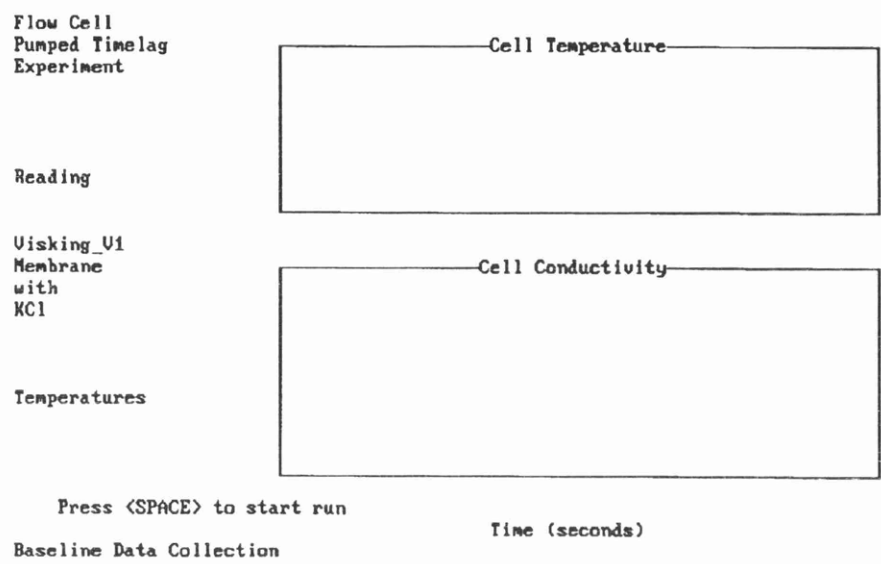 Flow Cell
Pumped Timelag
Experiment
Cell Temperature
Reading
Visking_V1
Membrane
with
KCl
Cell Conductivity
Temperatures
Press <SPACE> to start run
Time (seconds)
Baseline Data Collection